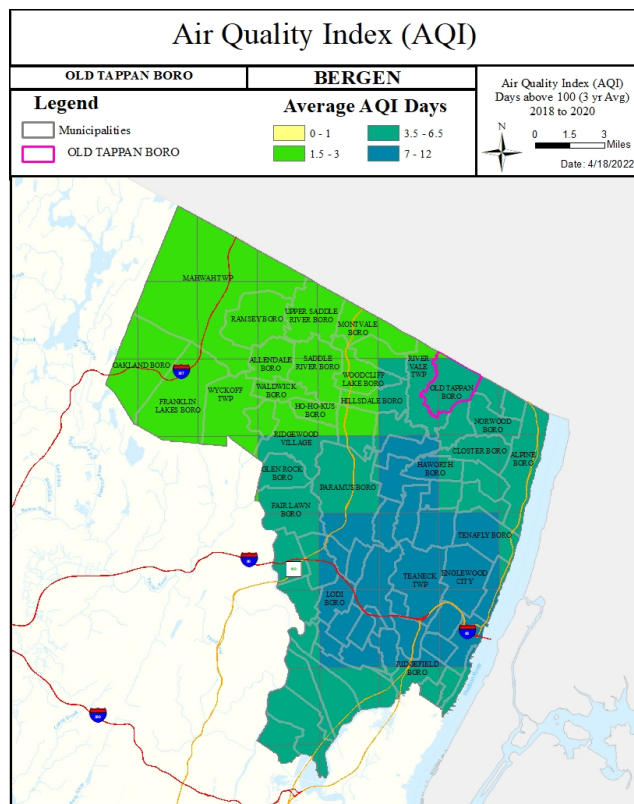 Air Quality Index (AQI)
OLD TAPPAN BORO
BERGEN
Air Quality Index (AQI)
Days above 100 (3 yr Avg)
2018 to 2020
Legend
Municipalities
OLD TAPPAN BORO
Average AQI Days
0 - 1
3.5 - 6.5
1.5 - 3
7 - 12
N
0 1.5 3
Miles
Date: 4/18/2022
MAHWAH TWP
RAMSEY BORO
UPPER SADDLE
RIVER BORO
MONTVALE
BORO
OAKLAND BORO
ALLENDALE
BORO
SADDLE
RIVER BORO
RIVER
VALE
TWP
WOODCLIFF
LAKE BORO
OLD TAPPAN
BORO
FRANKLIN
LAKES BORO
WYCKOFF
TWP
WALDWICK
BORO
HO-HO-KUS
BORO
HILLSDALE BORO
NORWOOD
BORO
RIDGEWOOD
VILLAGE
CLOSTER BORO
ALPINE
BORO
GLEN ROCK
BORO
PARAMUS BORO
HAWORTH
BORO
FAIR LAWN
BORO
TENAFLY BORO
TEANECK
TWP
ENGLEWOOD
CITY
LODI
BORO
RIDGEFIELD
BORO